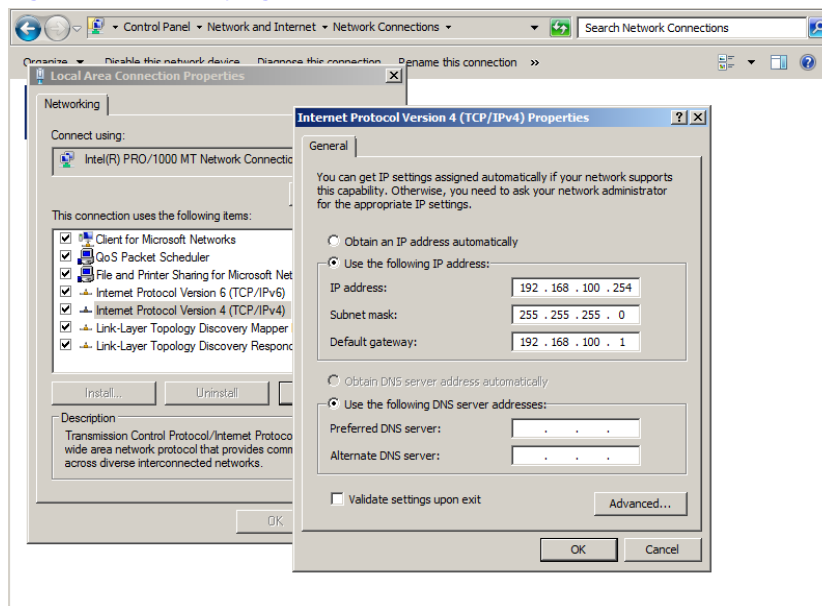 Control Panel Network and Internet Network Connections
Search Network Connections
Organize Disable this network device Diagnose this connection Rename this connection »
Local Area Connection Properties
Networking
Connect using:
Intel(R) PRO/1000 MT Network Connectio
This connection uses the following items:
Client for Microsoft Networks
QoS Packet Scheduler
File and Printer Sharing for Microsoft Net
Internet Protocol Version 6 (TCP/IPv6)
Internet Protocol Version 4 (TCP/IPv4)
Link-Layer Topology Discovery Mapper
Link-Layer Topology Discovery Respond
Install...
Uninstall
Description
Transmission Control Protocol/Internet Protoco
wide area network protocol that provides comm
across diverse interconnected networks.
OK
Internet Protocol Version 4 (TCP/IPv4) Properties
General
You can get IP settings assigned automatically if your network supports
this capability. Otherwise, you need to ask your network administrator
for the appropriate IP settings.
Obtain an IP address automatically
Use the following IP address:
IP address: 192 . 168 . 100 . 254
Subnet mask: 255 . 255 . 255 . 0
Default gateway: 192 . 168 . 100 . 1
Obtain DNS server address automatically
Use the following DNS server addresses:
Preferred DNS server: . . .
Alternate DNS server: . . .
Validate settings upon exit
Advanced...
OK
Cancel